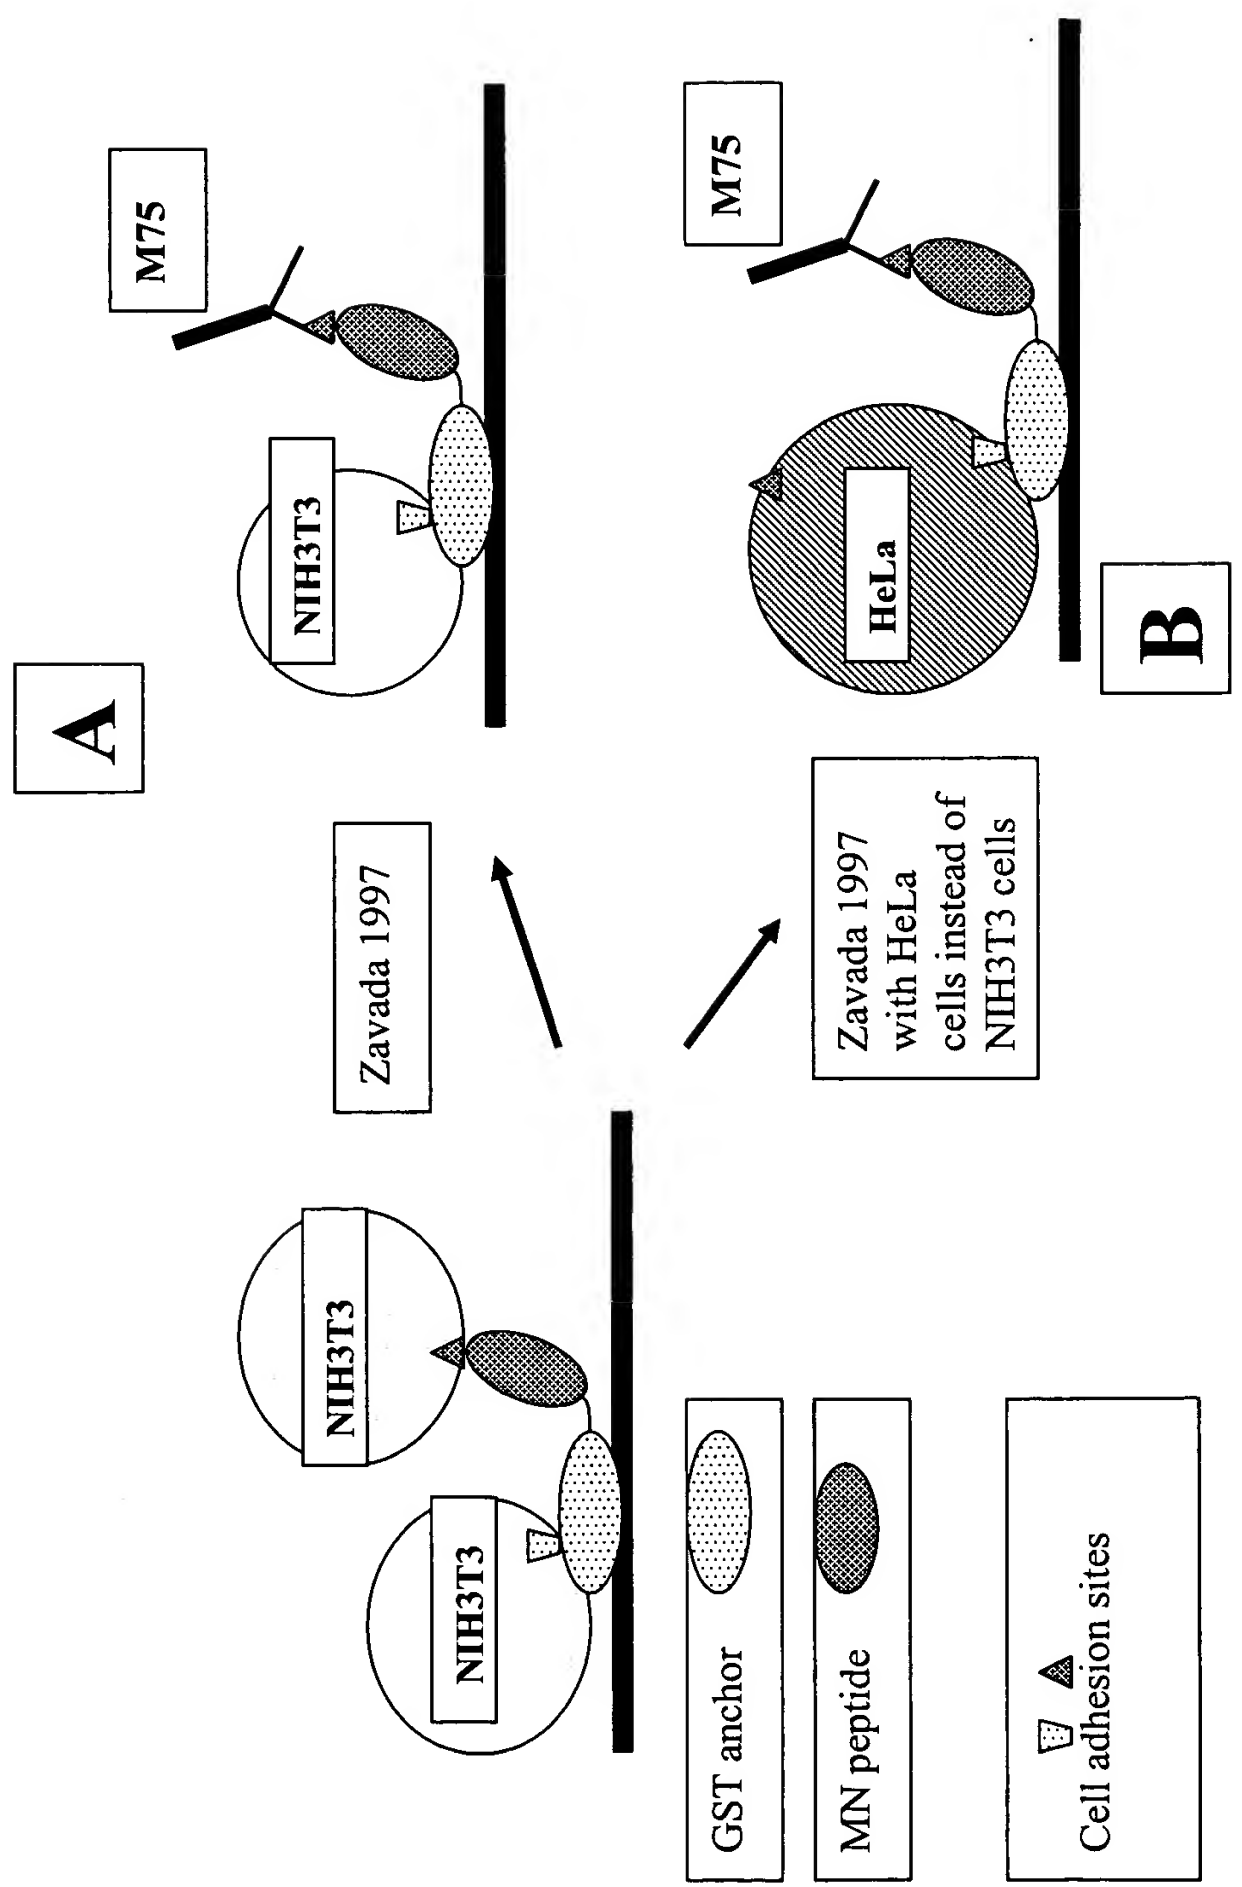 A
M75
NIH3T3
Zavada 1997
NIH3T3
NIH3T3
M75
HeLa
B
Zavada 1997
with HeLa
cells instead of
NIH3T3 cells
GST anchor
MN peptide
Cell adhesion sites